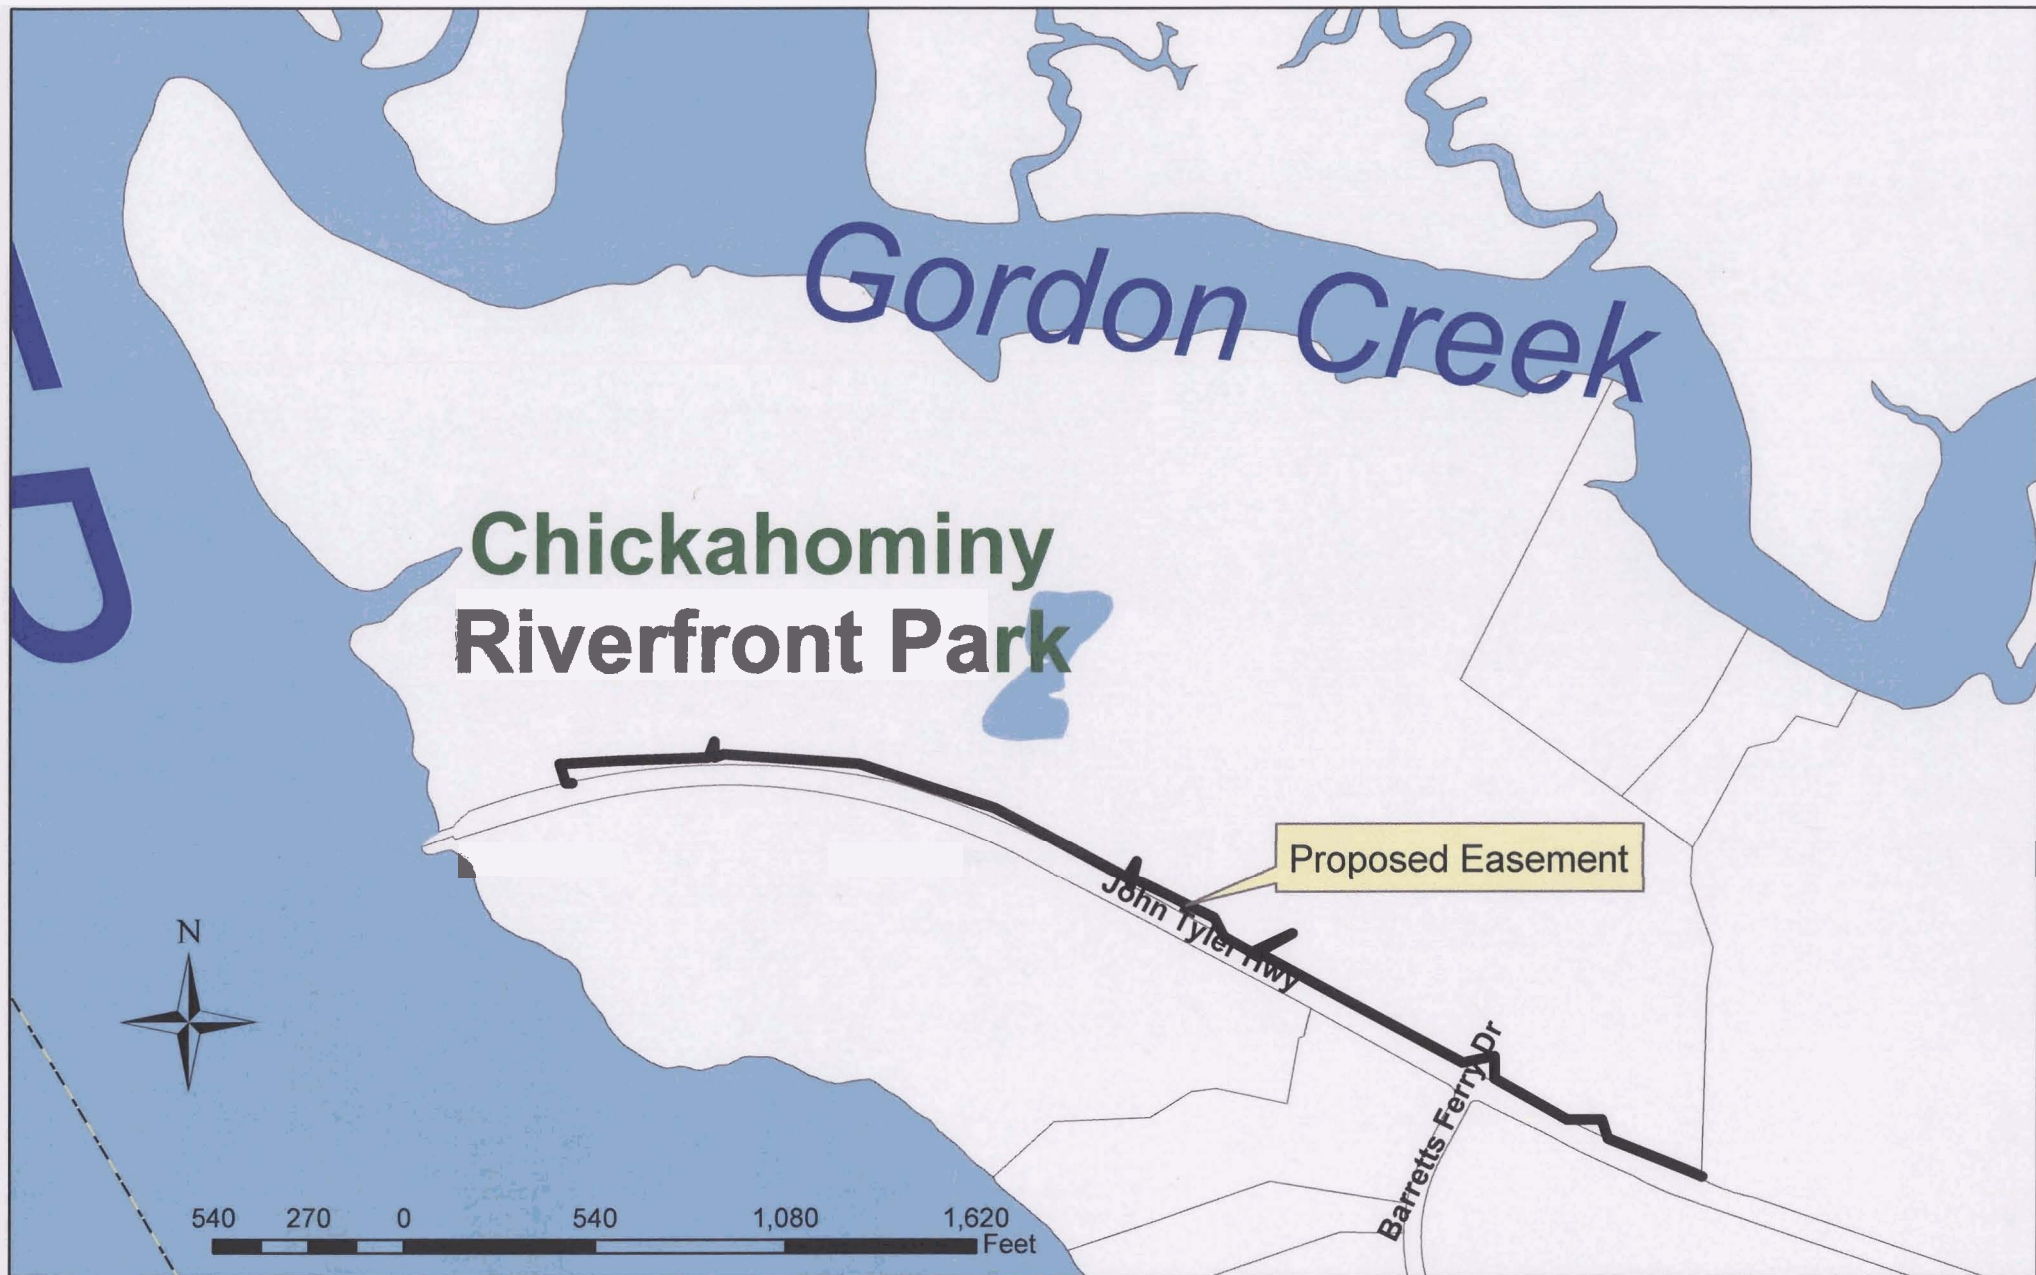 Gordon Creek
R
Chickahominy
Riverfront Park
Proposed Easement
John Tyler Hwy
Barretts Ferry Dr
N
540 270 0 540 1,080 1,620
Feet